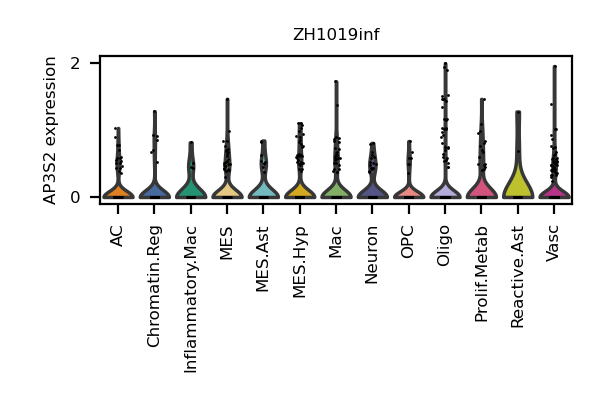 ZH1019inf
AP3S2 expression
2
0
AC
Chromatin.Reg
Inflammatory.Mac
MES
MES.Ast
MES.Hyp
Mac
Neuron
OPC
Oligo
Prolif.Metab
Reactive.Ast
Vasc